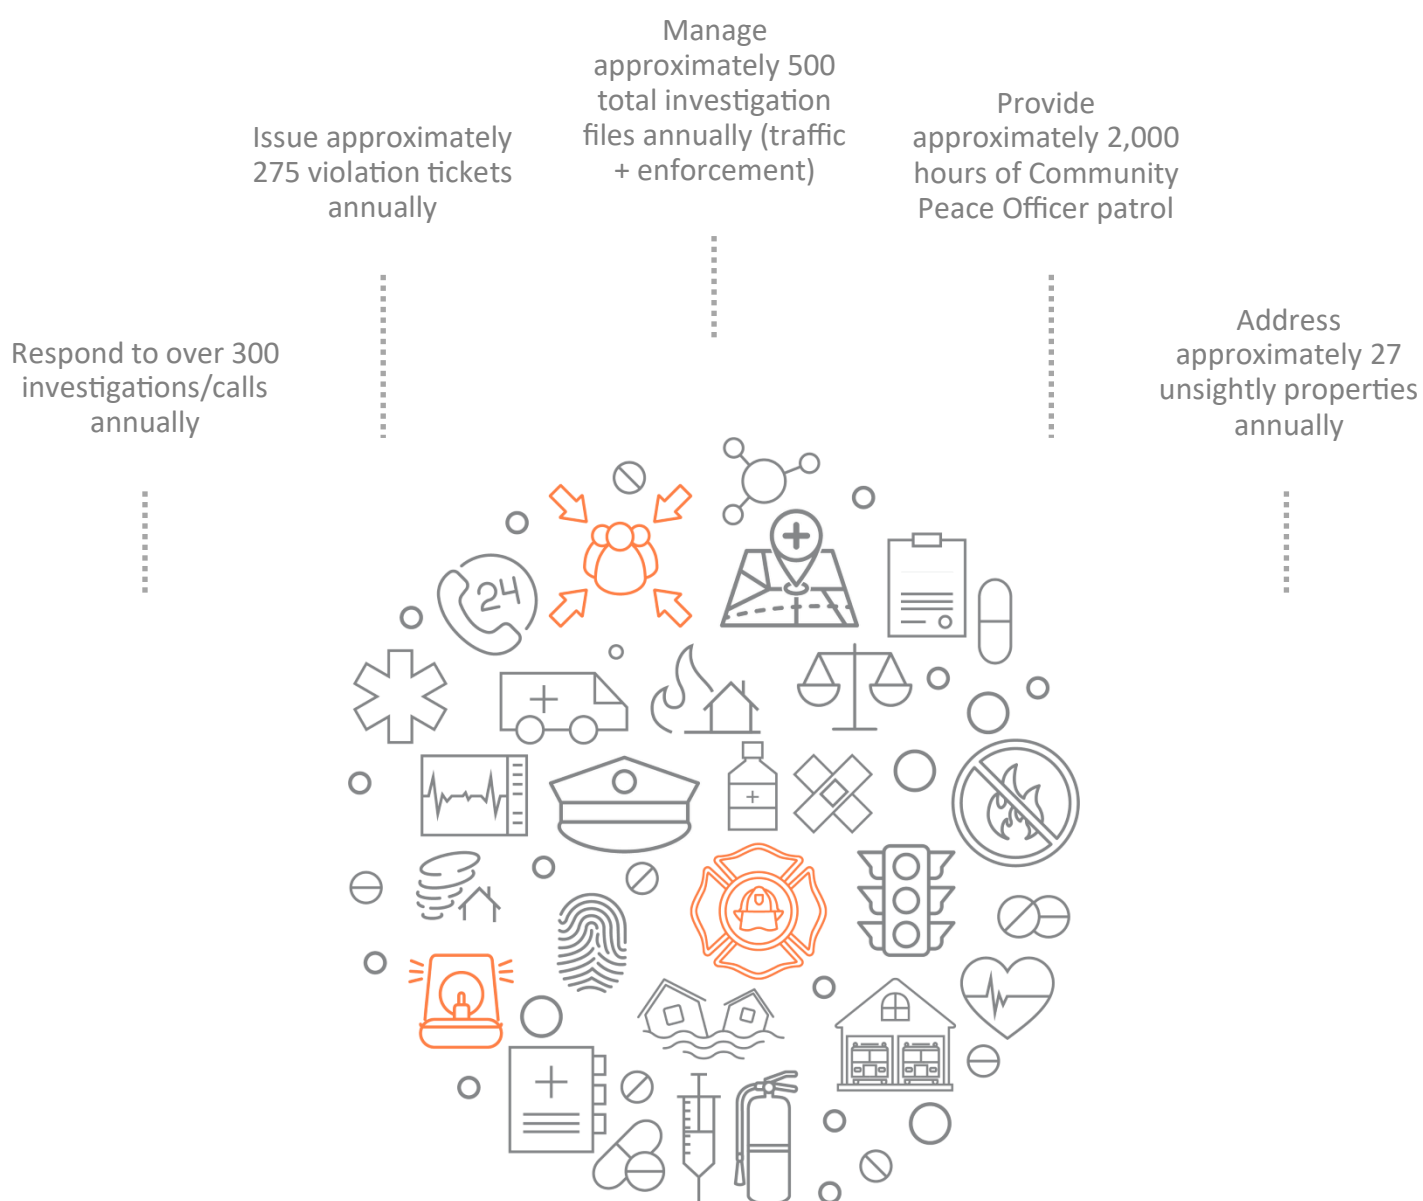 Manage
approximately 500
total investigation
files annually (traffic
+ enforcement)
Provide
approximately 2,000
hours of Community
Peace Officer patrol
Issue approximately
275 violation tickets
annually
Address
approximately 27
unsightly properties
annually
Respond to over 300
investigations/calls
annually
24